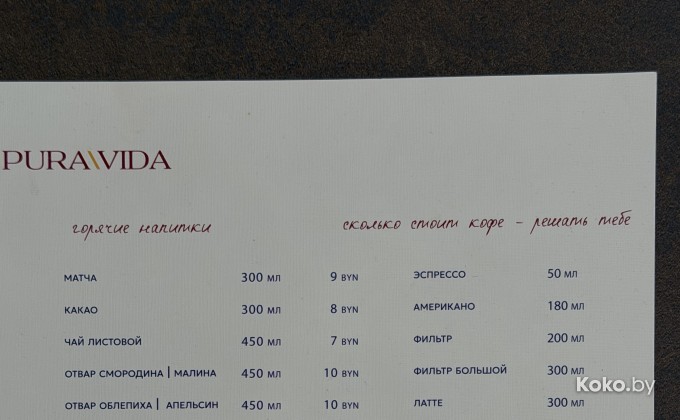 PURA\\VIDA
горячие напитки
МАТЧА 300 МЛ 9 BYN
КАКАО 300 МЛ 8 BYN
ЧАЙ ЛИСТОВОЙ 450 МЛ 7 BYN
ОТВАР СМОРОДИНА | МАЛИНА 450 МЛ 10 BYN
ОТВАР ОБЛЕПИХА | АПЕЛЬСИН 450 МЛ 10 BYN
сколько стоит кофе – решать тебе
ЭСПРЕССО 50 МЛ
АМЕРИКАНО 180 МЛ
ФИЛЬТР 200 МЛ
ФИЛЬТР БОЛЬШОЙ 300 МЛ
ЛАТТЕ 300 МЛ
Koko.by